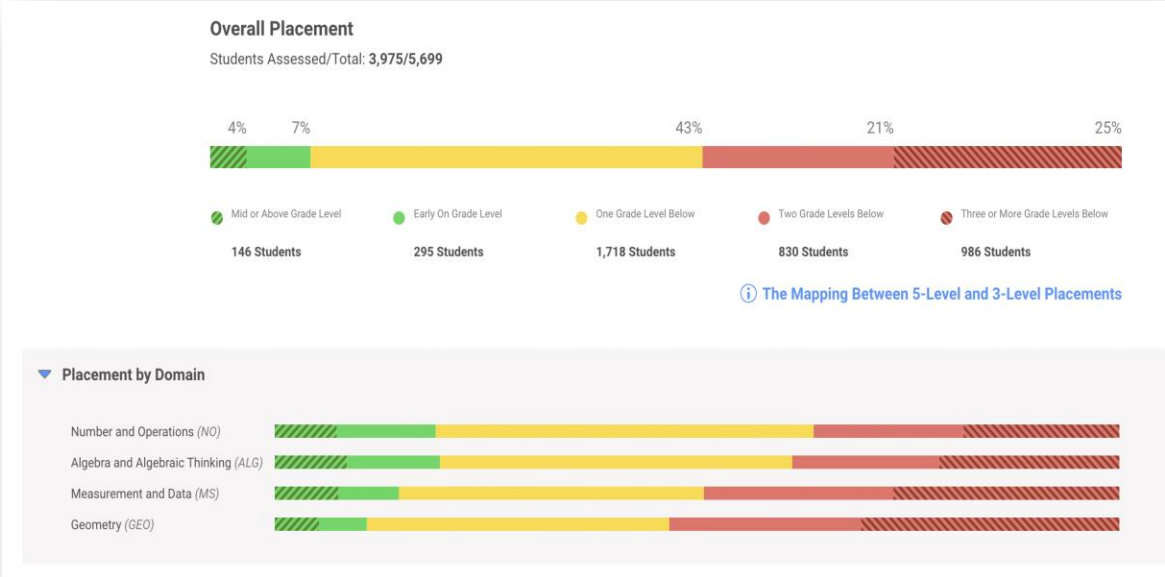 Overall Placement
Students Assessed/Total: 3,975/5,699
4% 7% 43% 21% 25%
Mid or Above Grade Level Early On Grade Level One Grade Level Below Two Grade Levels Below Three or More Grade Levels Below
146 Students 295 Students 1,718 Students 830 Students 986 Students
The Mapping Between 5-Level and 3-Level Placements
Placement by Domain
Number and Operations (NO)
Algebra and Algebraic Thinking (ALG)
Measurement and Data (MS)
Geometry (GEO)